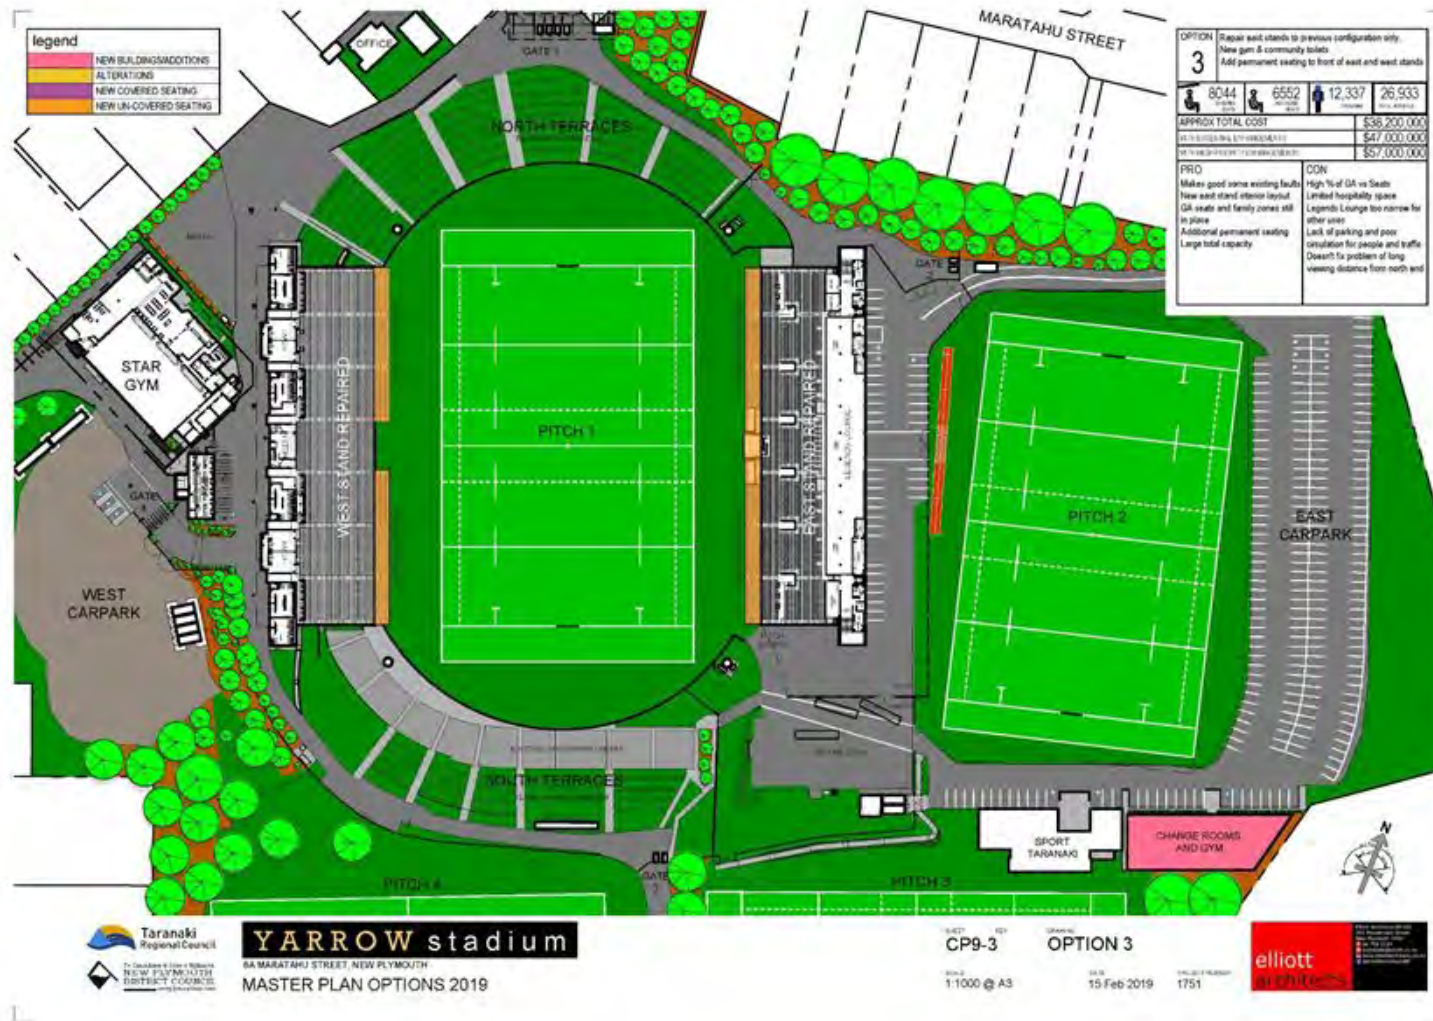 legend
NEW BUILDINGS/ADDITIONS
ALTERATIONS
NEW COVERED SEATING
NEW UN-COVERED SEATING
OFFICE
GATE 1
MARATAHU STREET
OPTION
3
Repair east stands to previous configuration only.
New gym & community toilets
Add permanent seating to front of east and west stands
8044
6552
12,337
26,933
APPROX TOTAL COST
$38,200,000
$47,000,000
$57,000,000
PRO
Makes good some existing faults
New east stand interior layout
GA seats and family zones still
in place
Additional permanent seating
Large total capacity
CON
High % of GA vs Seats
Limited hospitality space
Legends Lounge too narrow for
other uses
Lack of parking and poor
circulation for people and traffic
Doesn't fix problem of long
viewing distance from north end
NORTH TERRACES
GATE
STAR
GYM
WEST STAND REPAIRED
PITCH 1
EAST STAND REPAIRED
LEGENDS LOUNGE
PITCH 2
EAST
CARPARK
GATE
WEST
CARPARK
SOUTH TERRACES
SPORT
TARANAKI
CHANGE ROOMS
AND GYM
N
GATE
PITCH 4
PITCH 3
Taranaki
Regional Council
NEW PLYMOUTH
DISTRICT COUNCIL
YARROW stadium
6A MARATAHU STREET, NEW PLYMOUTH
MASTER PLAN OPTIONS 2019
CP9-3
OPTION 3
1:1000 @ A3
15 Feb 2019
1751
elliott
architects